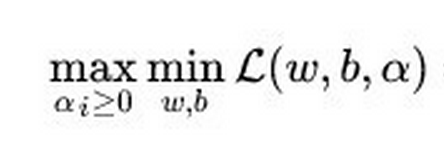 max min ℒ(w, b, α)
αᵢ≥0 w,b